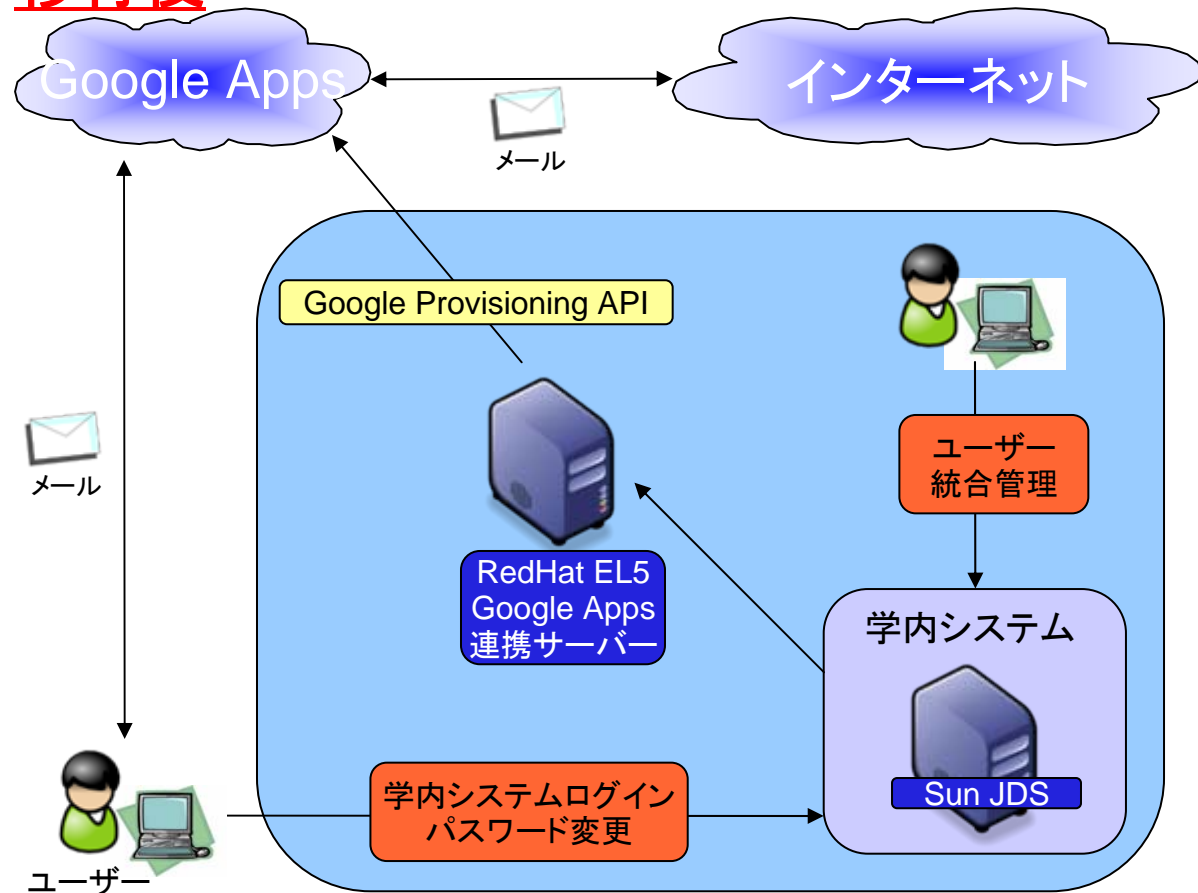 移行後
Google Apps
インターネット
メール
Google Provisioning API
メール
ユーザー
統合管理
RedHat EL5
Google Apps
連携サーバー
学内システム
Sun JDS
学内システムログイン
パスワード変更
ユーザー